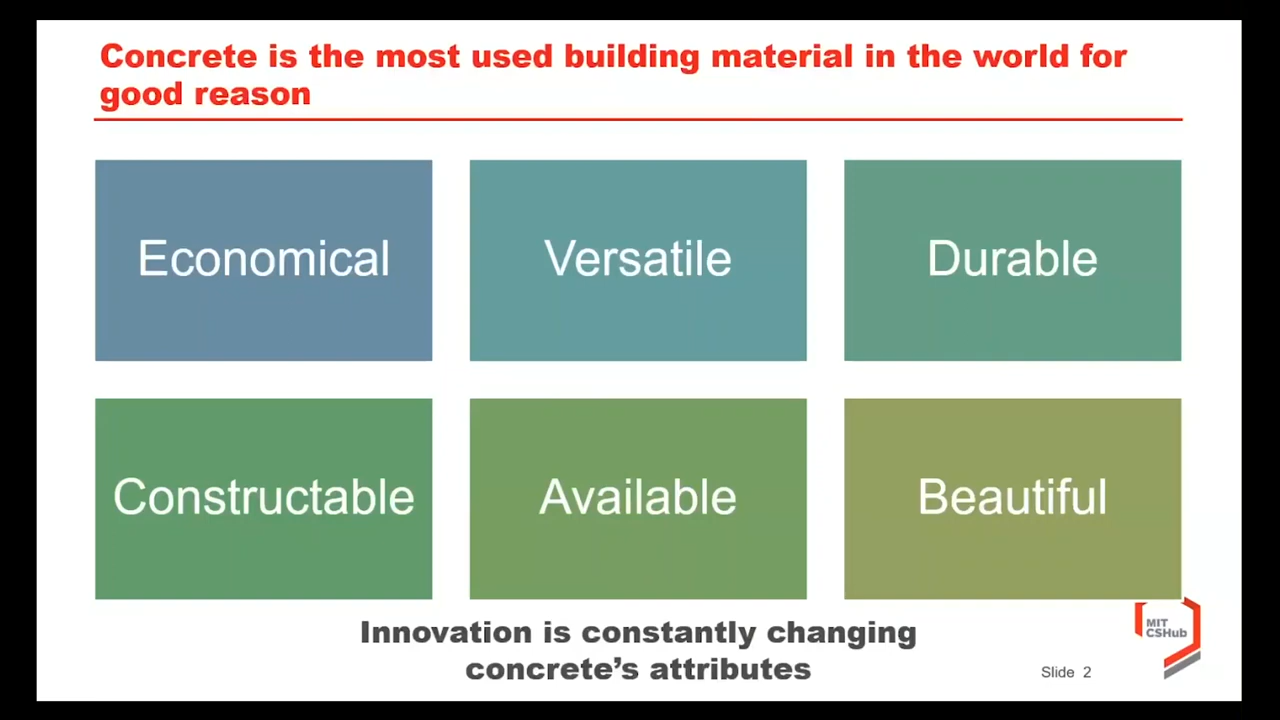 Concrete is the most used building material in the world for
good reason
Economical
Versatile
Durable
Constructable
Available
Beautiful
Innovation is constantly changing
concrete's attributes
Slide 2
MIT
CSHub